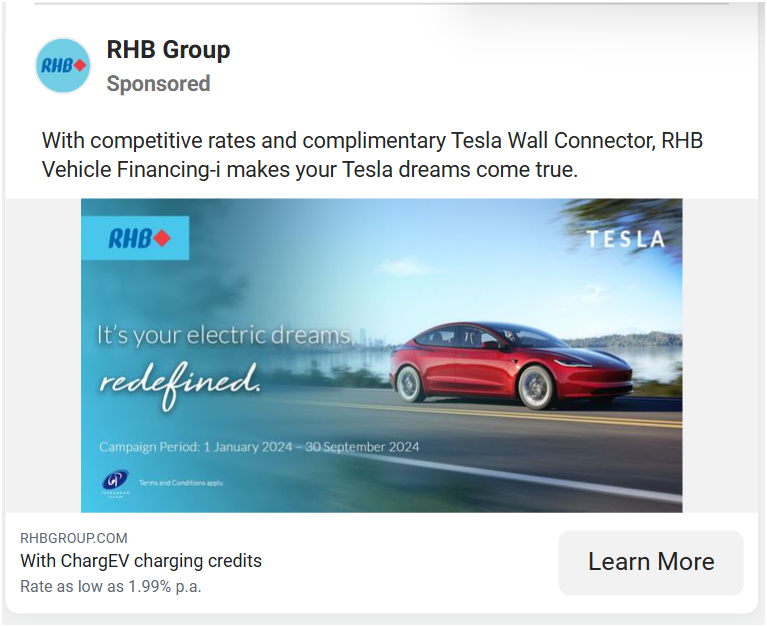 RHB
RHB Group
Sponsored
With competitive rates and complimentary Tesla Wall Connector, RHB
Vehicle Financing-i makes your Tesla dreams come true.
RHB
TESLA
It's your electric dreams,
redefined.
Campaign Period: 1 January 2024 – 30 September 2024
Terms and Conditions apply
RHBGROUP.COM
With ChargEV charging credits
Rate as low as 1.99% p.a.
Learn More